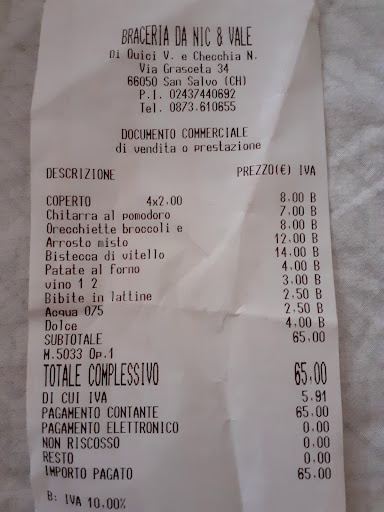 BRACERIA DA NIC & VALE
Di Quici V. e Checchia N.
Via Grasceta 34
66050 San Salvo (CH)
P.I. 02437440692
Tel. 0873.610655
DOCUMENTO COMMERCIALE
di vendita o prestazione
DESCRIZIONE PREZZO(€) IVA
COPERTO 4x2.00 8.00 B
Chitarra al pomodoro 7.00 B
Orecchiette broccoli e 8.00 B
Arrosto misto 12.00 B
Bistecca di vitello 14.00 B
Patate al forno 4.00 B
vino 1 2 3.00 B
Bibite in lattine 2.50 B
Acqua 0/5 2.50 B
Dolce 4.00 B
SUBTOTALE 65.00
M.5033 Op.1
TOTALE COMPLESSIVO 65.00
DI CUI IVA 5.91
PAGAMENTO CONTANTE 65.00
PAGAMENTO ELETTRONICO 0.00
NON RISCOSSO 0.00
RESTO 0.00
IMPORTO PAGATO 65.00
B: IVA 10.00%